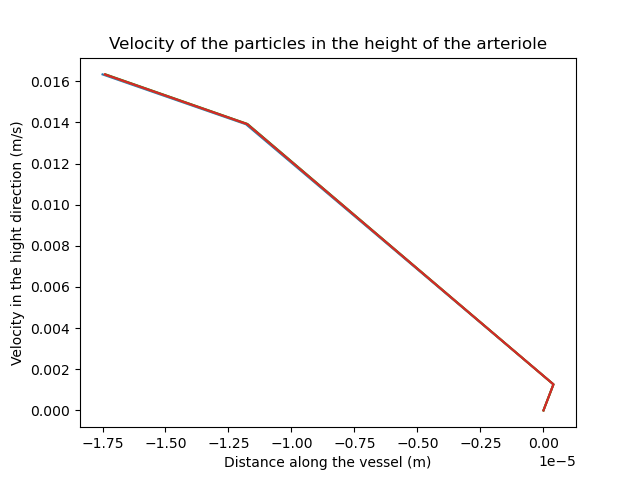 Velocity of the particles in the height of the arteriole
Velocity in the hight direction (m/s)
0.016
0.014
0.012
0.010
0.008
0.006
0.004
0.002
0.000
−1.75 −1.50 −1.25 −1.00 −0.75 −0.50 −0.25 0.00
1e−5
Distance along the vessel (m)